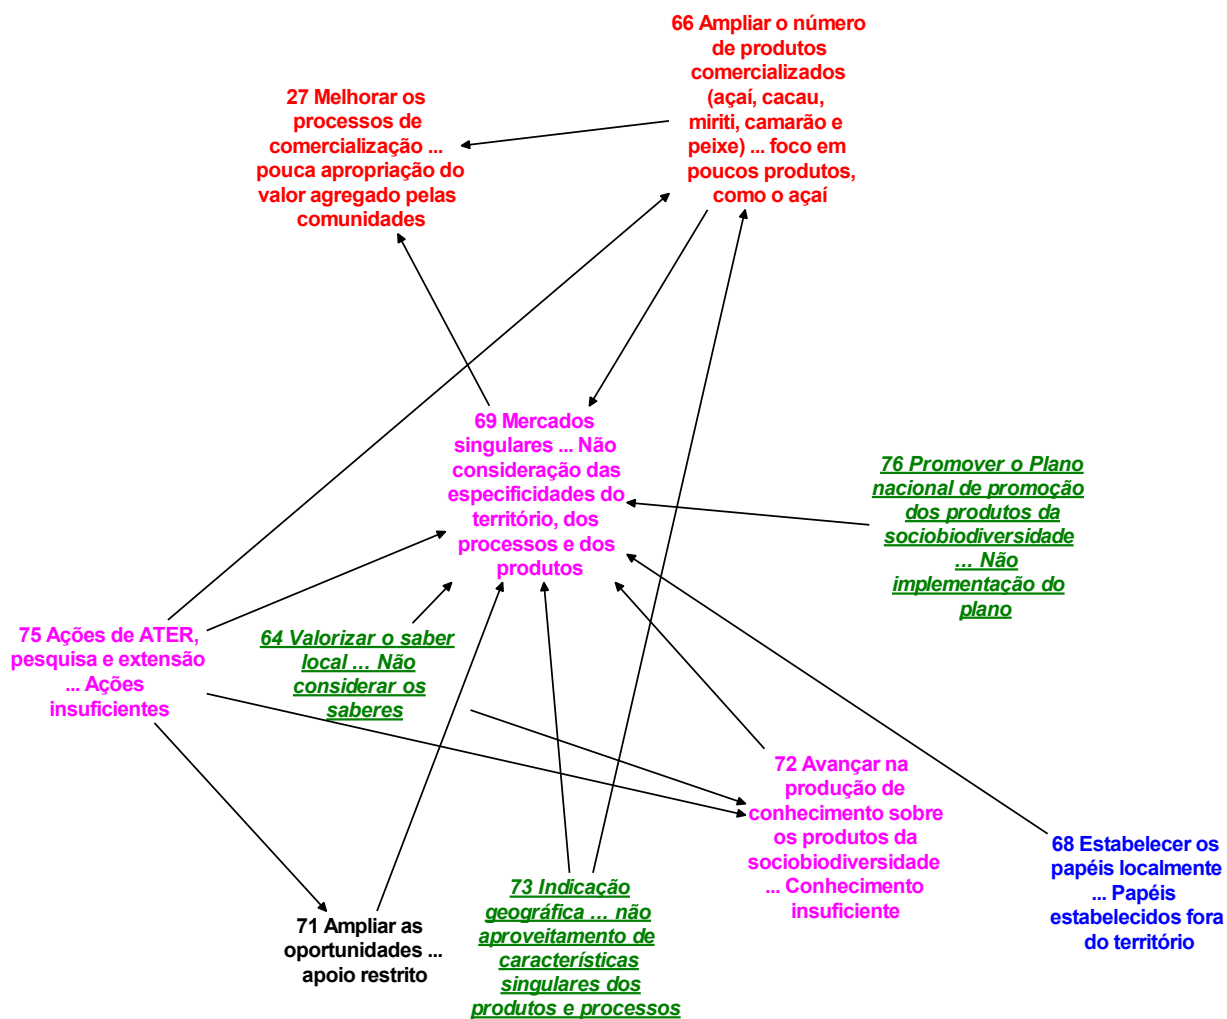 66 Ampliar o número
de produtos
comercializados
(açaí, cacau,
miriti, camarão e
peixe) ... foco em
poucos produtos,
como o açaí
27 Melhorar os
processos de
comercialização ...
pouca apropriação do
valor agregado pelas
comunidades
69 Mercados
singulares ... Não
consideração das
especificidades do
território, dos
processos e dos
produtos
76 Promover o Plano
nacional de promoção
dos produtos da
sociobiodiversidade
... Não
implementação do
plano
75 Ações de ATER,
pesquisa e extensão
... Ações
insuficientes
64 Valorizar o saber
local ... Não
considerar os
saberes
72 Avançar na
produção de
conhecimento sobre
os produtos da
sociobiodiversidade
... Conhecimento
insuficiente
68 Estabelecer os
papéis localmente
... Papéis
estabelecidos fora
do território
73 Indicação
geográfica ... não
aproveitamento de
características
singulares dos
produtos e processos
71 Ampliar as
oportunidades ...
apoio restrito